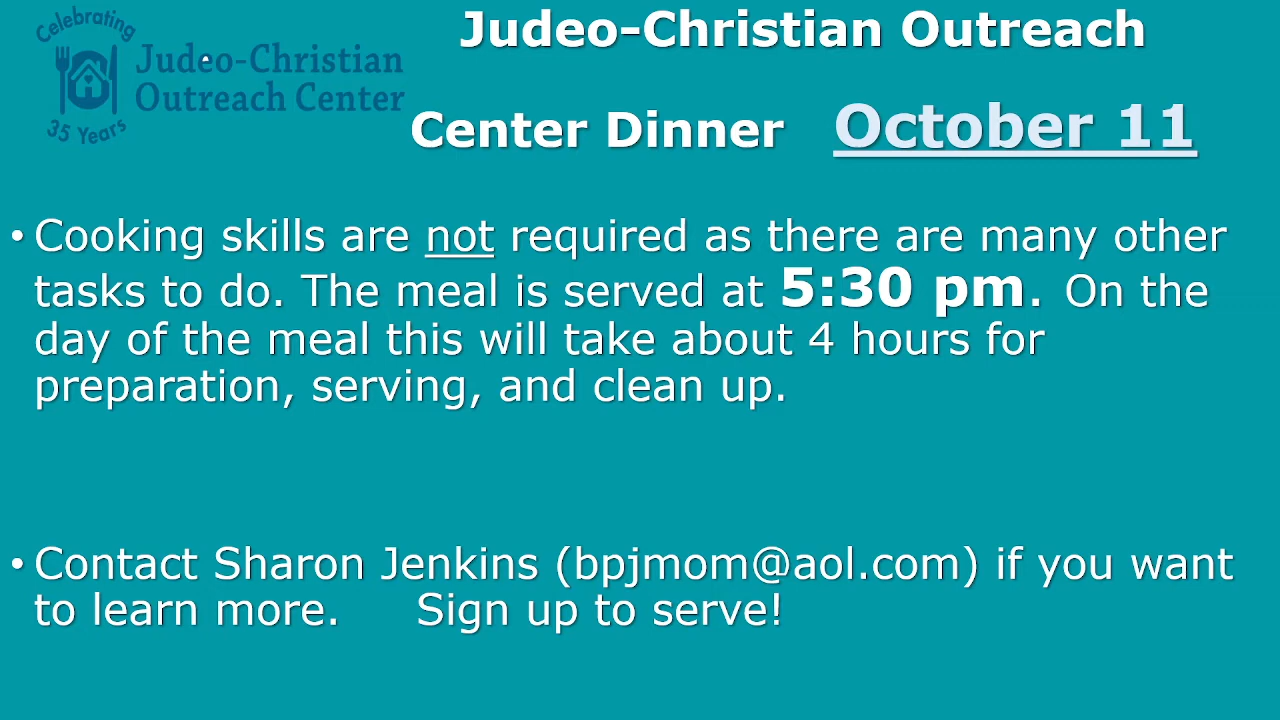 Celebrating
Judeo-Christian
Outreach Center
35 Years
Judeo-Christian Outreach
Center Dinner October 11
• Cooking skills are not required as there are many other
tasks to do. The meal is served at 5:30 pm. On the
day of the meal this will take about 4 hours for
preparation, serving, and clean up.
• Contact Sharon Jenkins (bpjmom@aol.com) if you want
to learn more. Sign up to serve!